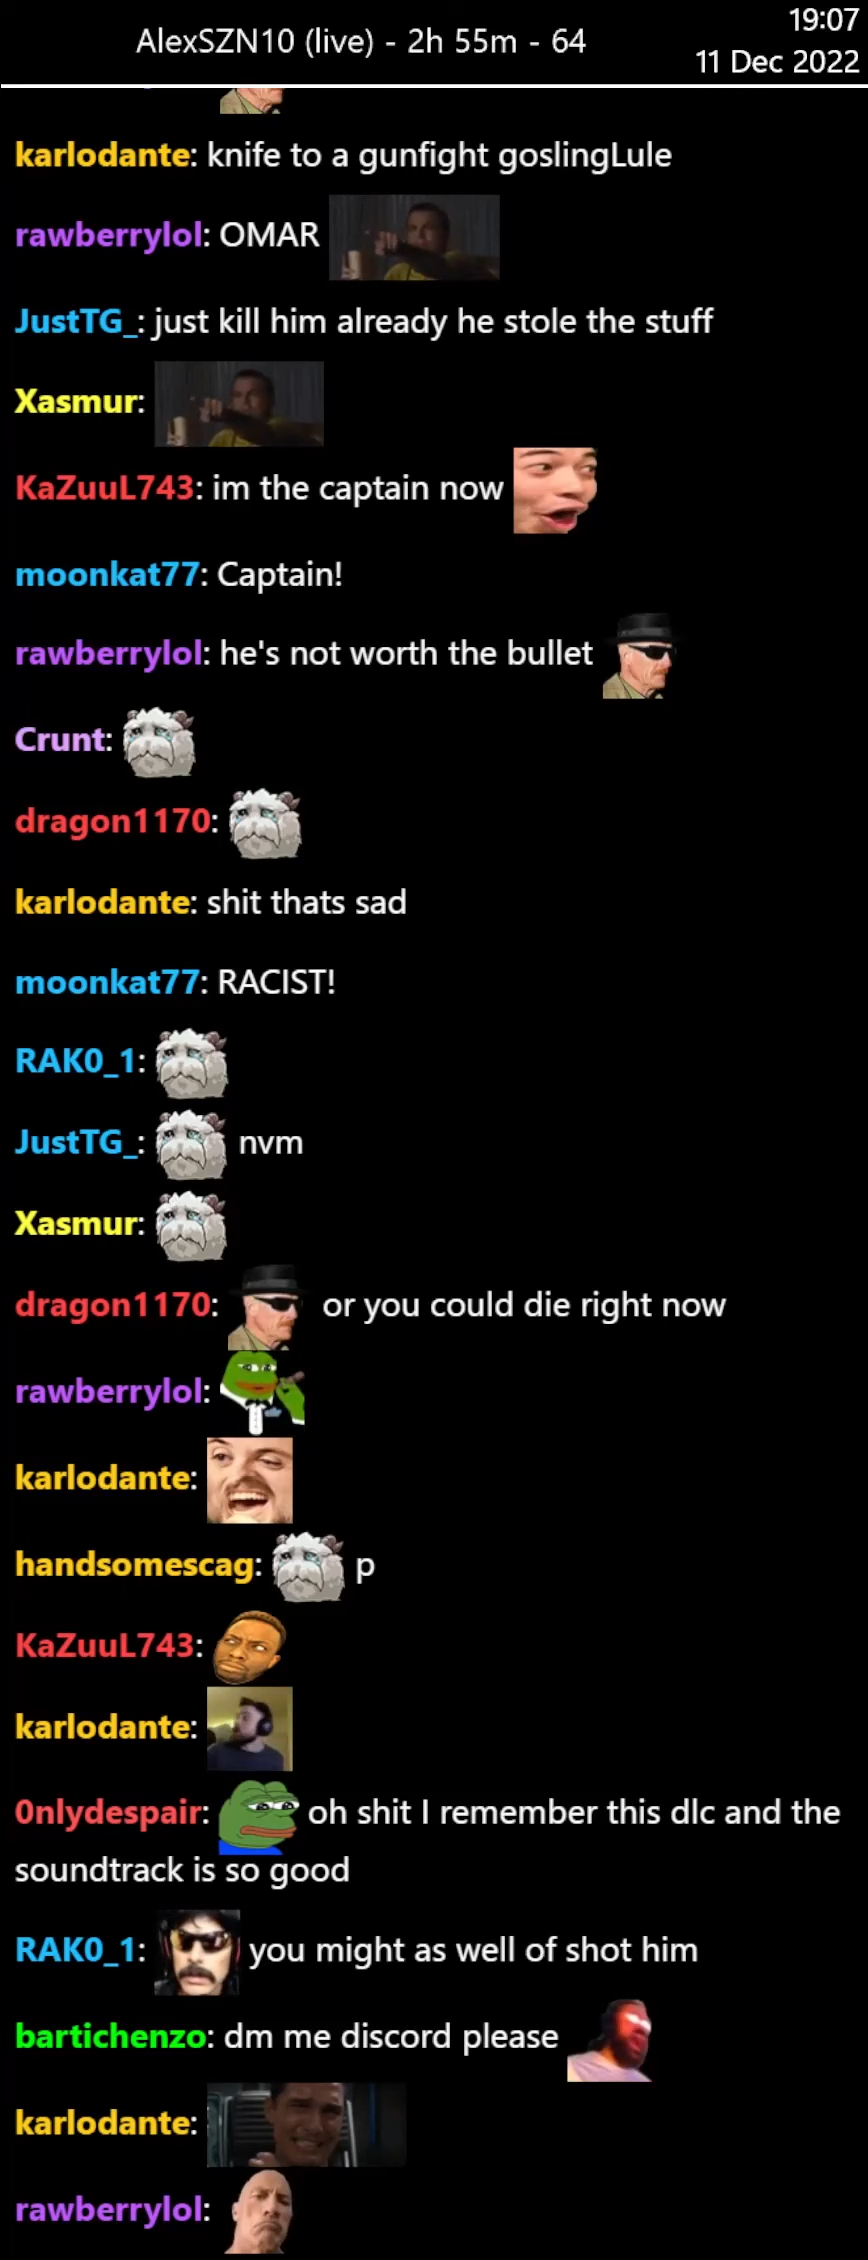 AlexSZN10 (live) - 2h 55m - 64
19:07
11 Dec 2022
karlodante: knife to a gunfight goslingLule
rawberrylol: OMAR
JustTG_: just kill him already he stole the stuff
Xasmur:
KaZuuL743: im the captain now
moonkat77: Captain!
rawberrylol: he's not worth the bullet
Crunt:
dragon1170:
karlodante: shit thats sad
moonkat77: RACIST!
RAK0_1:
JustTG_: nvm
Xasmur:
dragon1170: or you could die right now
rawberrylol:
karlodante:
handsomescag: p
KaZuuL743:
karlodante:
0nlydespair: oh shit I remember this dlc and the
soundtrack is so good
RAK0_1: you might as well of shot him
bartichenzo: dm me discord please
karlodante:
rawberrylol: